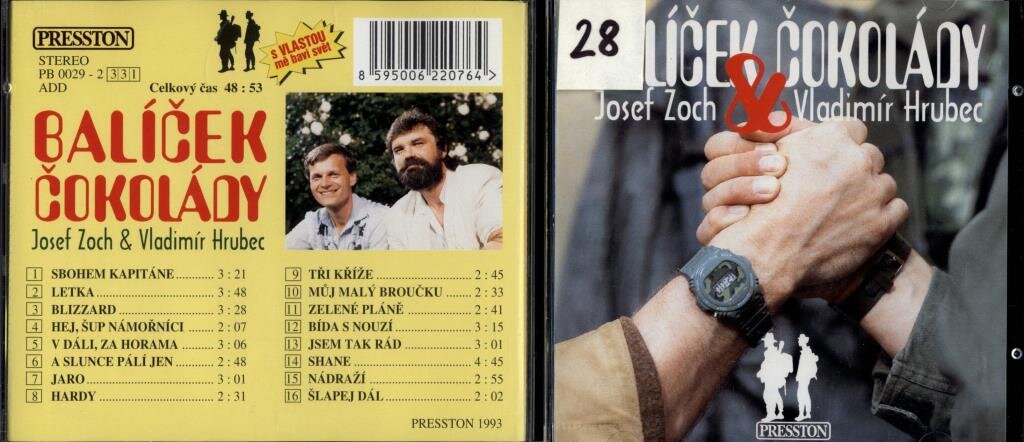 PRESSTON
STEREO
PB 0029 - 2 331
ADD
Celkový čas 48 : 53
S VLASTOU
mě baví svět
8 595006 220764 >
BALÍČEK
ČOKOLÁDY
Josef Zoch & Vladimír Hrubec
1 SBOHEM KAPITÁNE 3 : 21
2 LETKA 3 : 48
3 BLIZZARD 3 : 28
4 HEJ, ŠUP NÁMOŘNÍCI 2 : 07
5 V DÁLI, ZA HORAMA 3 : 06
6 A SLUNCE PÁLÍ JEN 2 : 48
7 JARO 3 : 01
8 HARDY 2 : 31
9 TŘI KŘÍŽE 2 : 45
10 MŮJ MALÝ BROUČKU 2 : 33
11 ZELENÉ PLÁNĚ 2 : 41
12 BÍDA S NOUZÍ 3 : 15
13 JSEM TAK RÁD 3 : 01
14 SHANE 4 : 45
15 NÁDRAŽÍ 2 : 55
16 ŠLAPEJ DÁL 2 : 02
PRESSTON 1993
28
LÍČEK ČOKOLÁDY
Josef Zoch & Vladimír Hrubec
PRESSTON